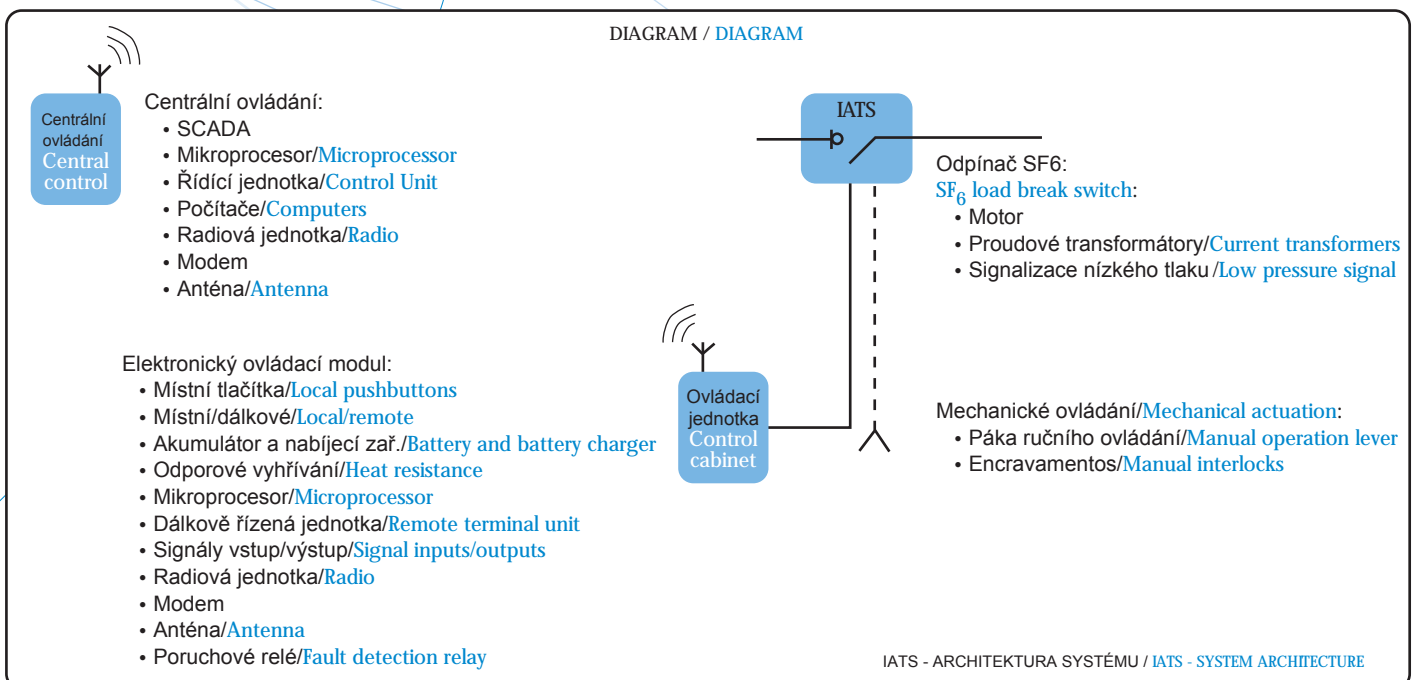 DIAGRAM / DIAGRAM
Centrální
ovládání
Central
control
Centrální ovládání:
• SCADA
• Mikroprocesor/Microprocessor
• Řídící jednotka/Control Unit
• Počítače/Computers
• Radiová jednotka/Radio
• Modem
• Anténa/Antenna
IATS
Odpínač SF6:
SF6 load break switch:
• Motor
• Proudové transformátory/Current transformers
• Signalizace nízkého tlaku /Low pressure signal
Elektronický ovládací modul:
• Místní tlačítka/Local pushbuttons
• Místní/dálkové/Local/remote
• Akumulátor a nabíjecí zař./Battery and battery charger
• Odporové vyhřívání/Heat resistance
• Mikroprocesor/Microprocessor
• Dálkově řízená jednotka/Remote terminal unit
• Signály vstup/výstup/Signal inputs/outputs
• Radiová jednotka/Radio
• Modem
• Anténa/Antenna
• Poruchové relé/Fault detection relay
Ovládací
jednotka
Control
cabinet
Mechanické ovládání/Mechanical actuation:
• Páka ručního ovládání/Manual operation lever
• Encravamentos/Manual interlocks
IATS - ARCHITEKTURA SYSTÉMU / IATS - SYSTEM ARCHITECTURE